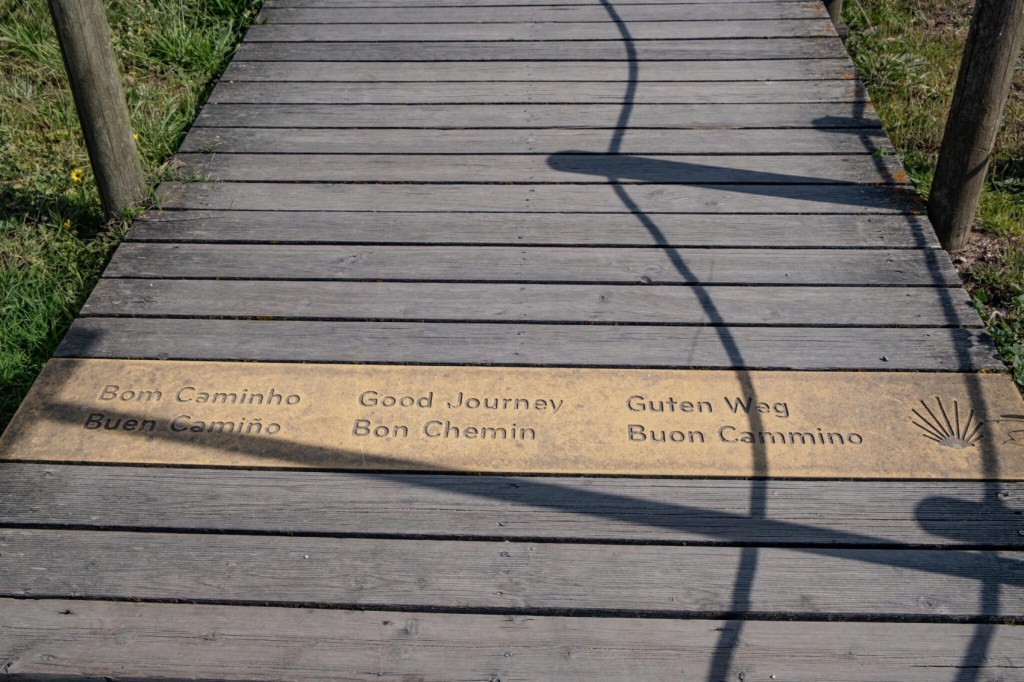 Bom Caminho
Buen Camiño
Good Journey
Bon Chemin
Guten Weg
Buon Cammino